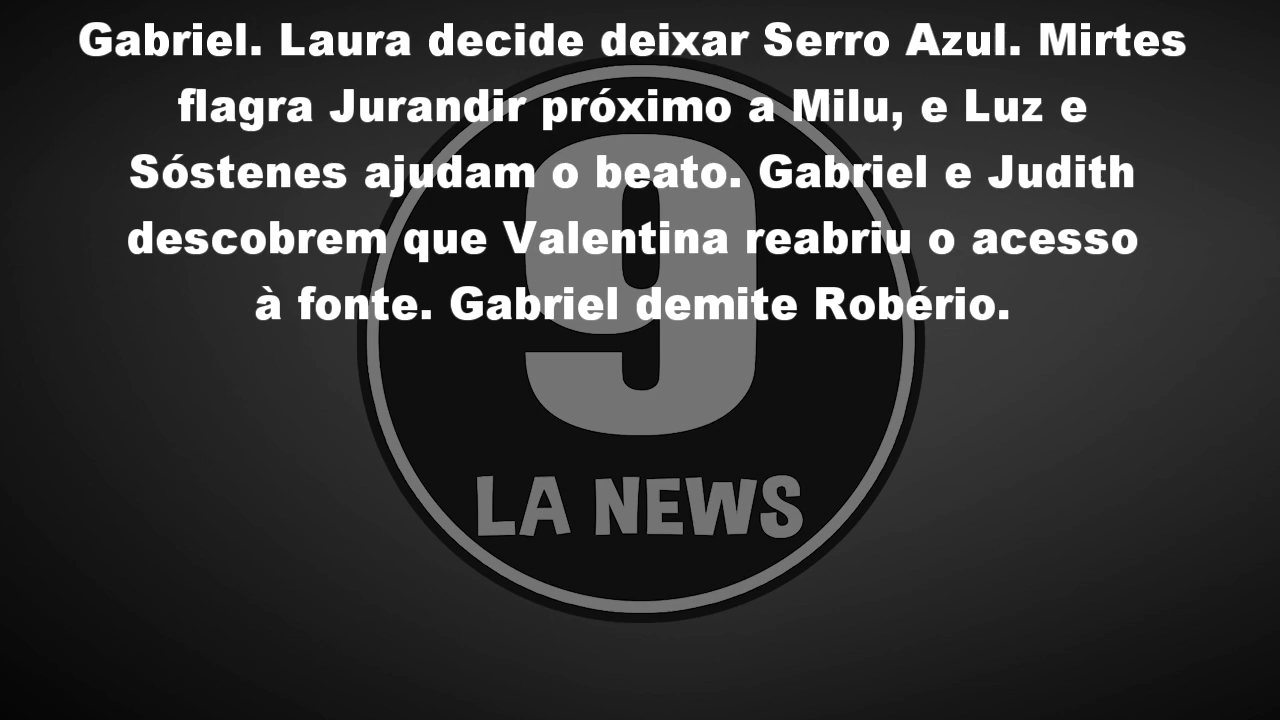 Gabriel. Laura decide deixar Serro Azul. Mirtes
flagra Jurandir próximo a Milu, e Luz e
Sóstenes ajudam o beato. Gabriel e Judith
descobrem que Valentina reabriu o acesso
à fonte. Gabriel demite Robério.
9
LA NEWS